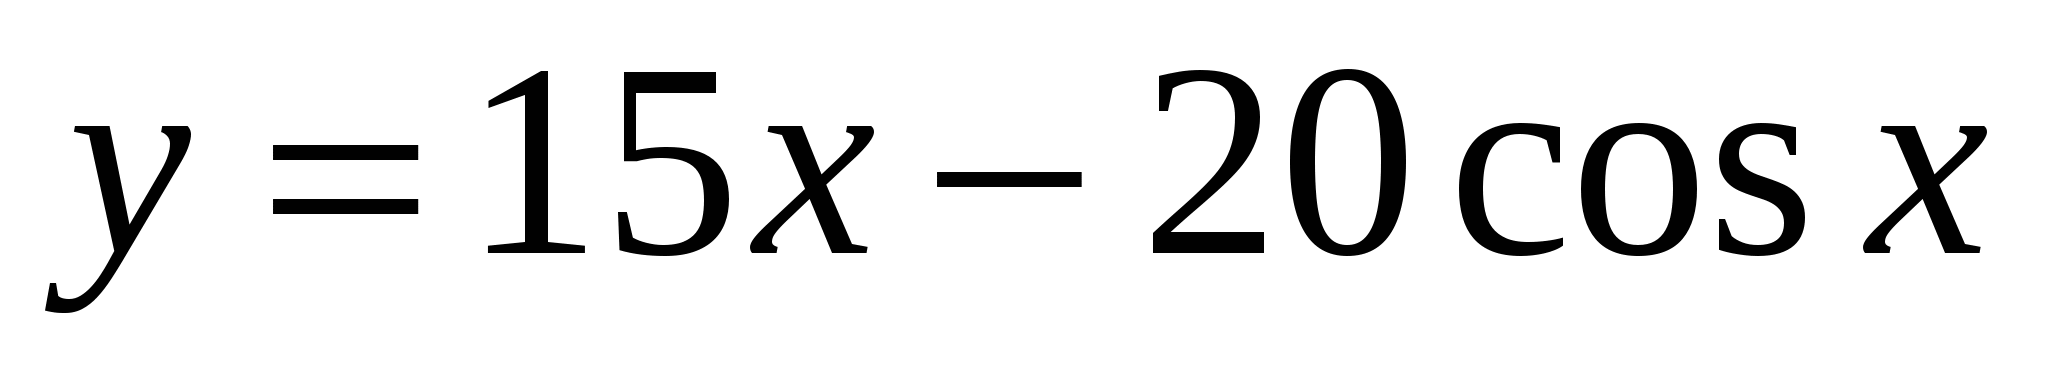 y = 15x − 20 cos x